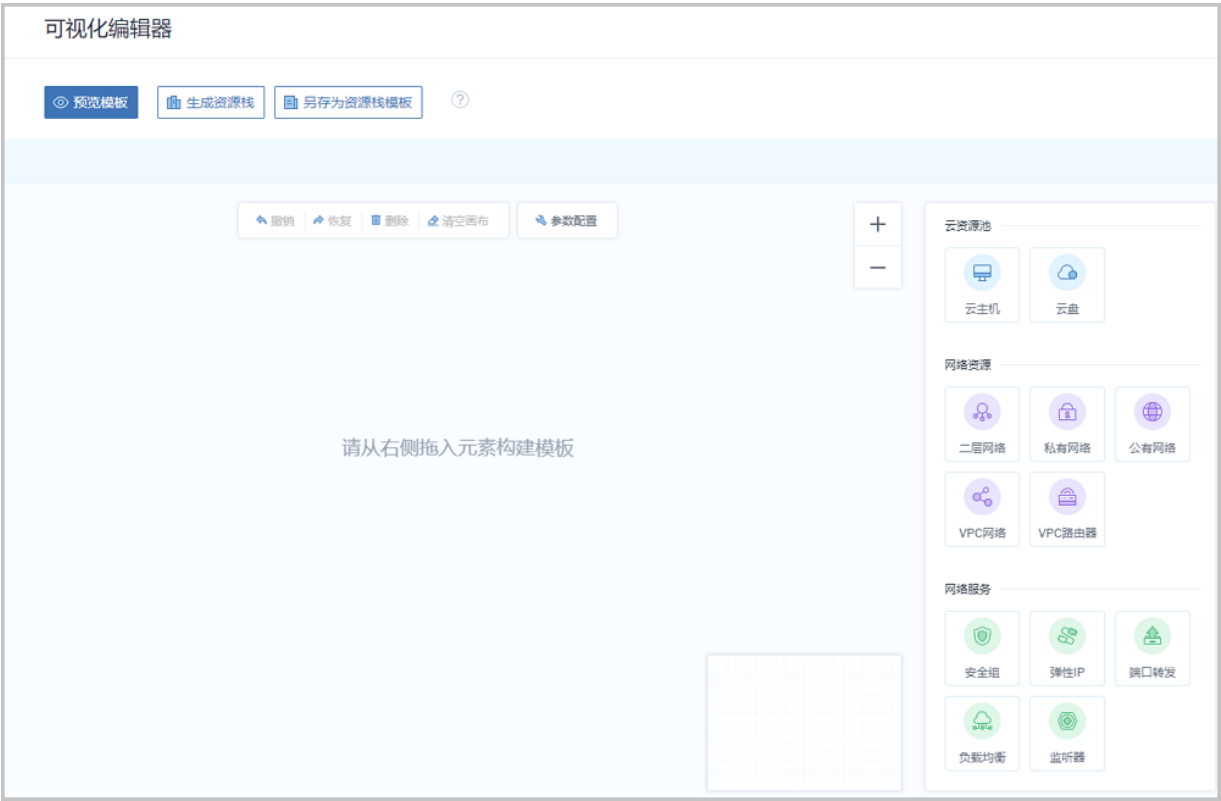 可视化编辑器
预览模板
生成资源栈
另存为资源栈模板
?
撤销
恢复
删除
清空画布
参数配置
云资源池
云主机
云盘
网络资源
二层网络
私有网络
公有网络
VPC网络
VPC路由器
请从右侧拖入元素构建模板
网络服务
安全组
弹性IP
端口转发
负载均衡
监听器